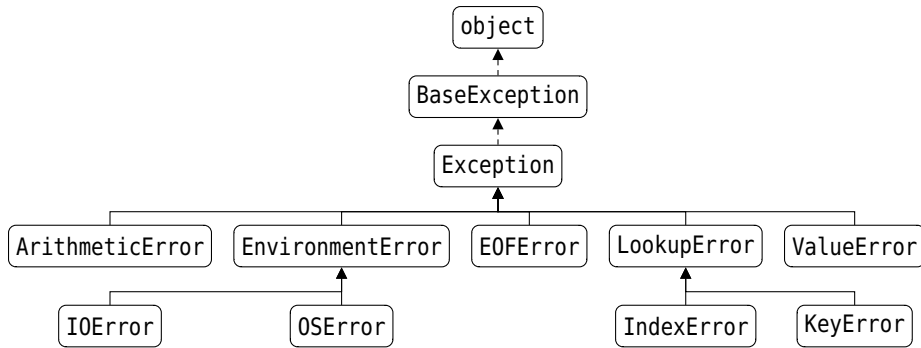 object
BaseException
Exception
ArithmeticError EnvironmentError EOFError LookupError ValueError
IOError OSError IndexError KeyError